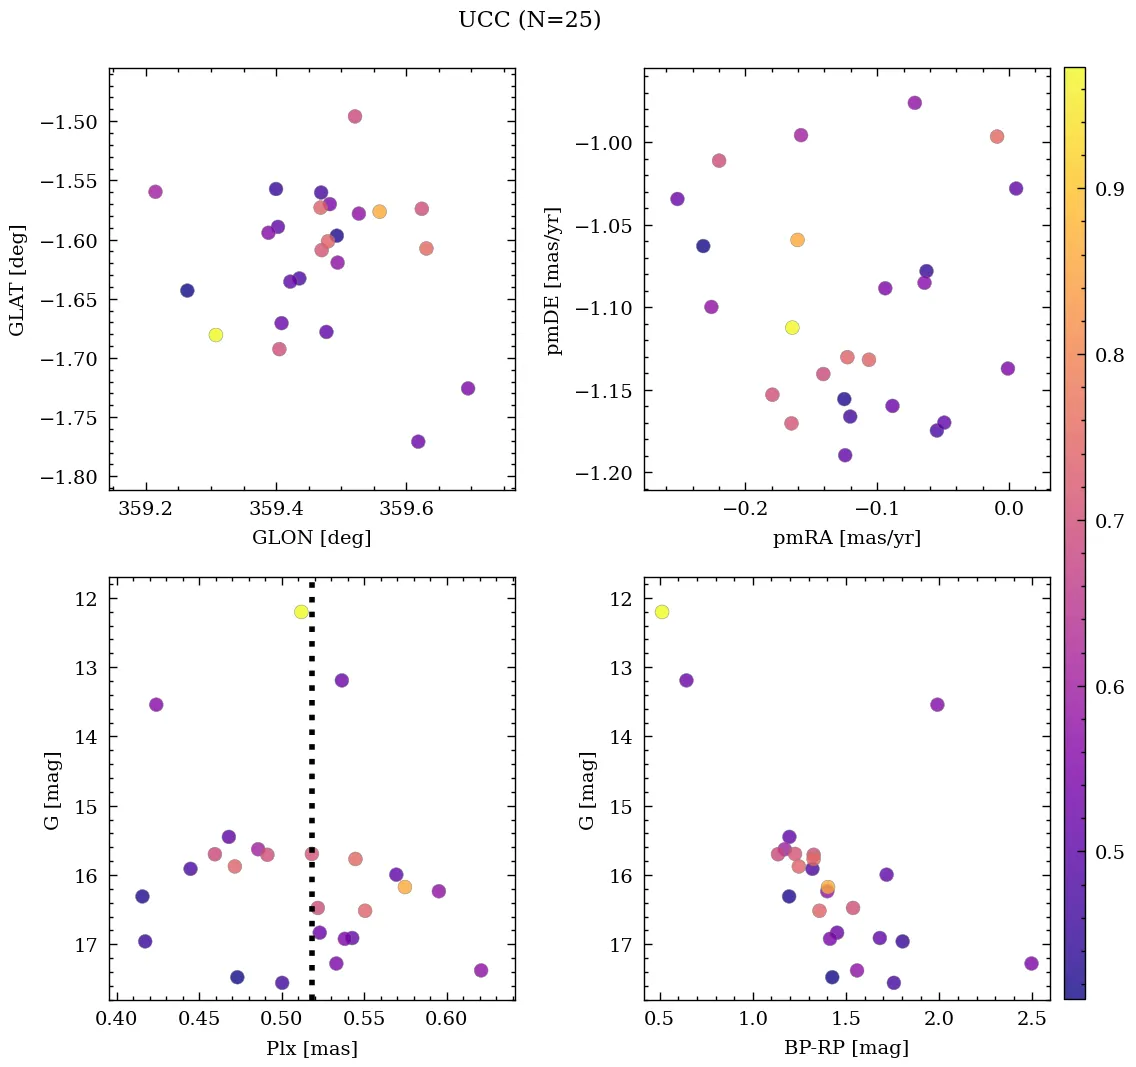 UCC (N=25)
−1.50
−1.55
−1.60
−1.65
−1.70
−1.75
−1.80
GLAT [deg]
359.2 359.4 359.6
GLON [deg]
−1.00
−1.05
−1.10
−1.15
−1.20
pmDE [mas/yr]
−0.2 −0.1 0.0
pmRA [mas/yr]
0.9
0.8
0.7
0.6
0.5
12
13
14
15
16
17
G [mag]
0.40 0.45 0.50 0.55 0.60
Plx [mas]
12
13
14
15
16
17
G [mag]
0.5 1.0 1.5 2.0 2.5
BP-RP [mag]